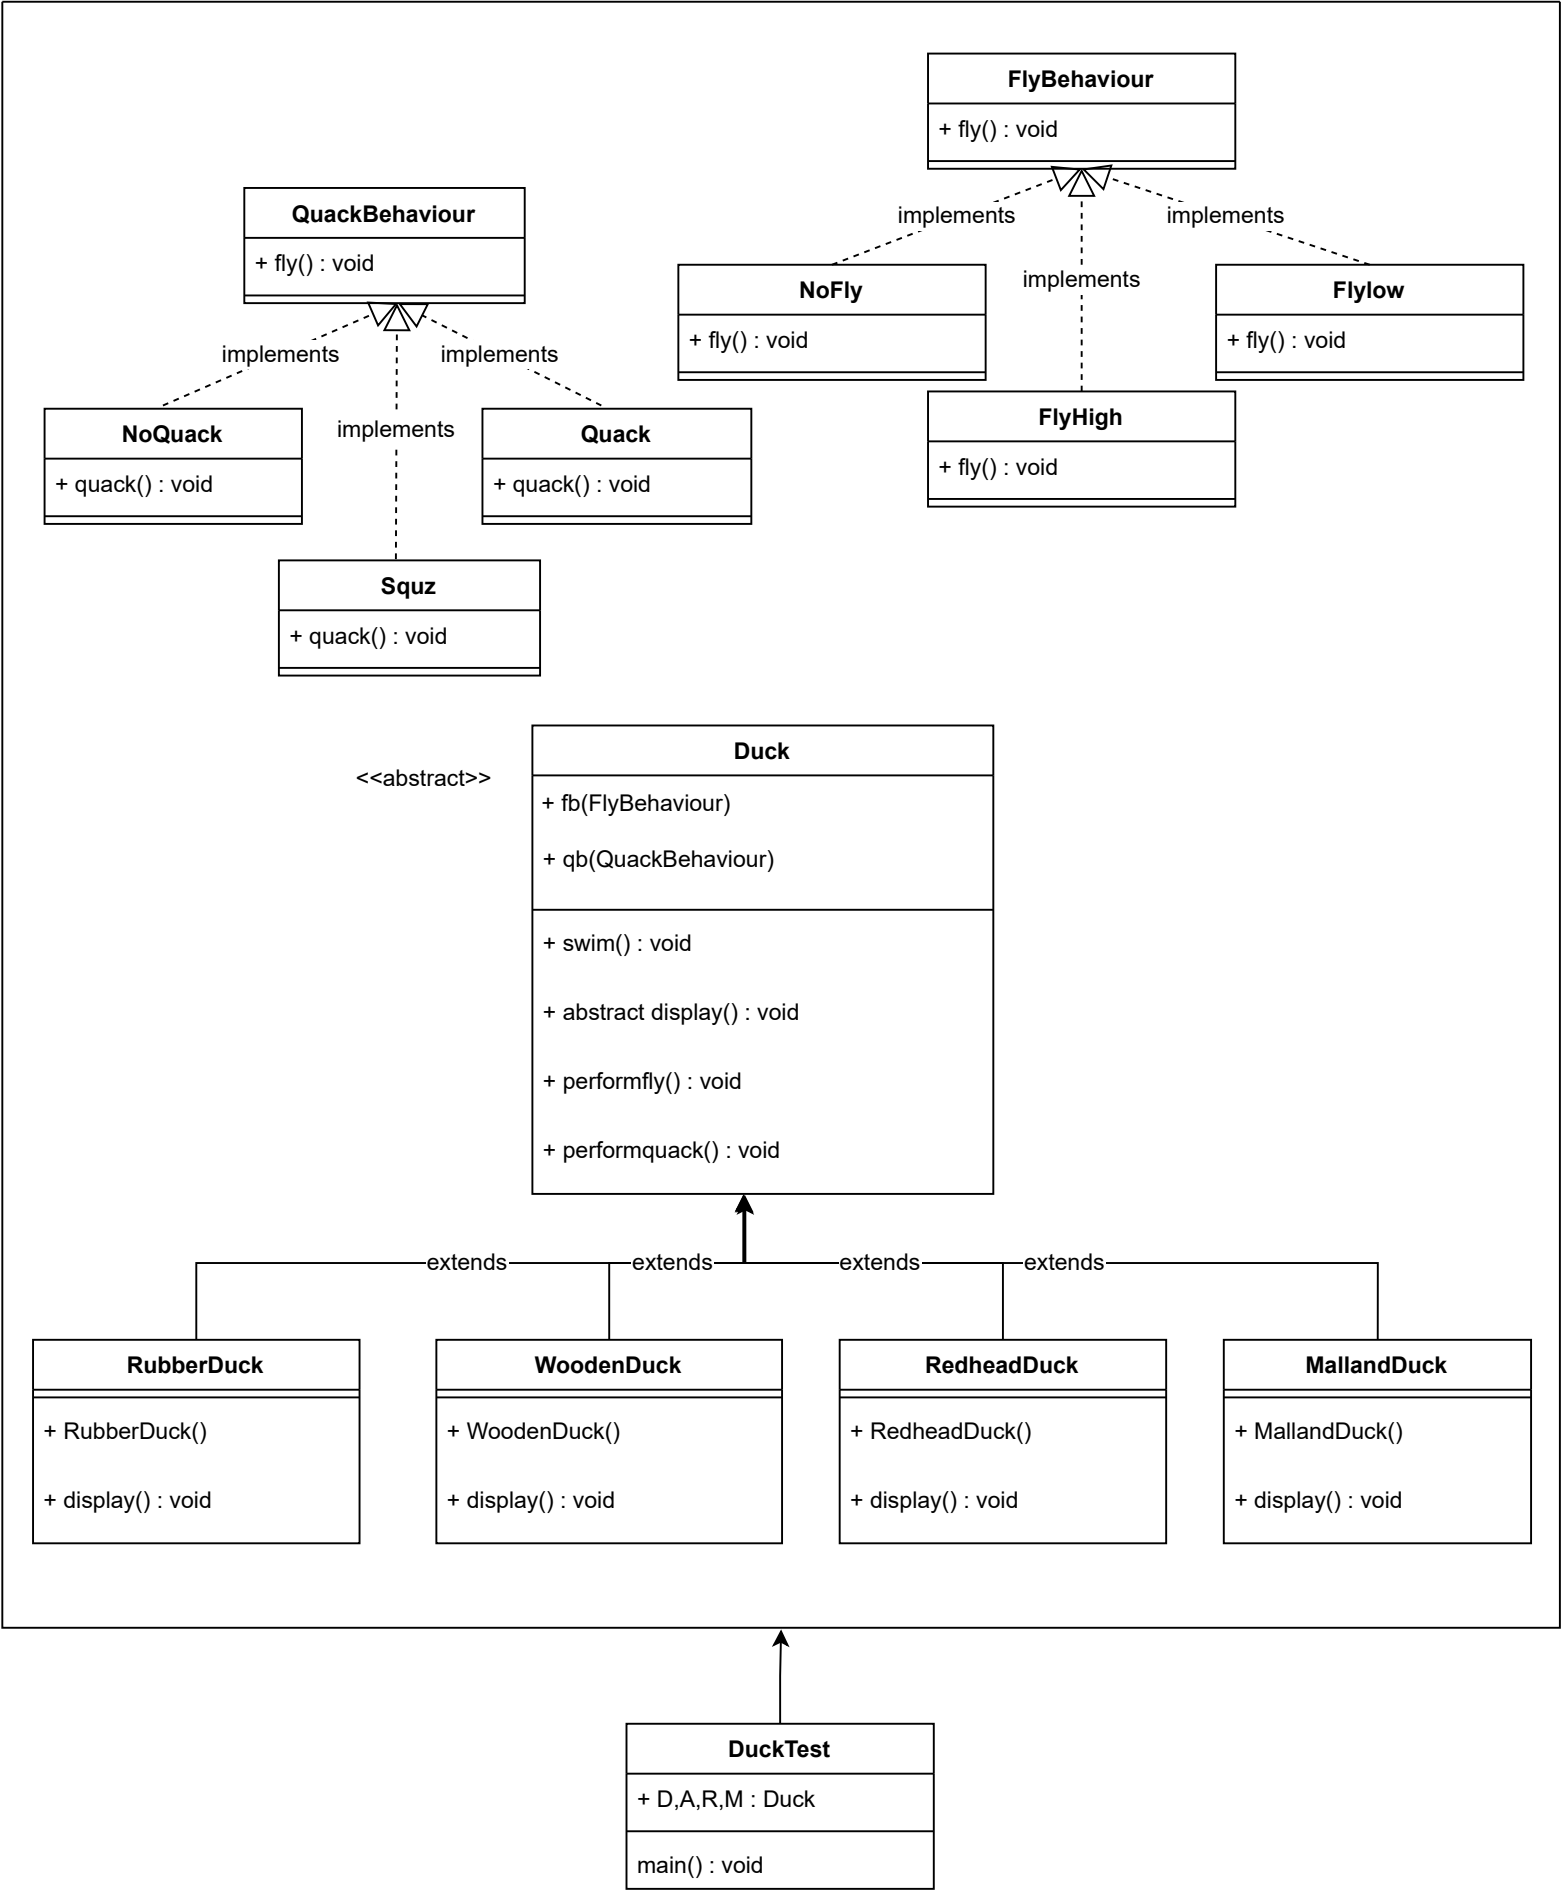 FlyBehaviour
+ fly() : void
QuackBehaviour
+ fly() : void
implements
implements
implements
NoFly
+ fly() : void
Flylow
+ fly() : void
FlyHigh
+ fly() : void
implements
implements
implements
NoQuack
+ quack() : void
Quack
+ quack() : void
Squz
+ quack() : void
<<abstract>>
Duck
+ fb(FlyBehaviour)
+ qb(QuackBehaviour)
+ swim() : void
+ abstract display() : void
+ performfly() : void
+ performquack() : void
extends
extends
extends
extends
RubberDuck
+ RubberDuck()
+ display() : void
WoodenDuck
+ WoodenDuck()
+ display() : void
RedheadDuck
+ RedheadDuck()
+ display() : void
MallandDuck
+ MallandDuck()
+ display() : void
DuckTest
+ D,A,R,M : Duck
main() : void